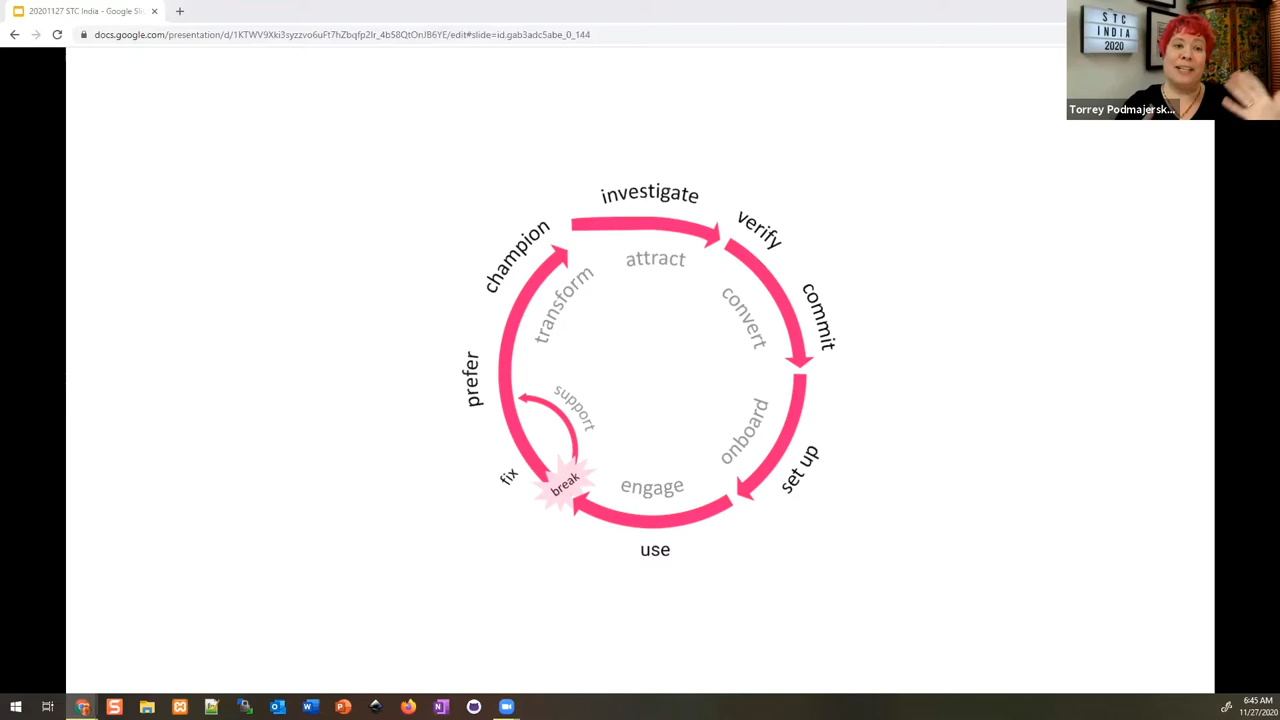 20201127 STC India - Google Sli
docs.google.com/presentation/d/1KTWV9Xki3syzzvo6uFt7hZbqfp2lr_4b58QtOnJB6YE/edit#slide=id.gab3adc5abe_0_144
STC
INDIA
2020
Torrey Podmajersk...
investigate
verify
commit
set up
use
fix
prefer
champion
attract
convert
onboard
engage
break
support
transform
6:45 AM
11/27/2020